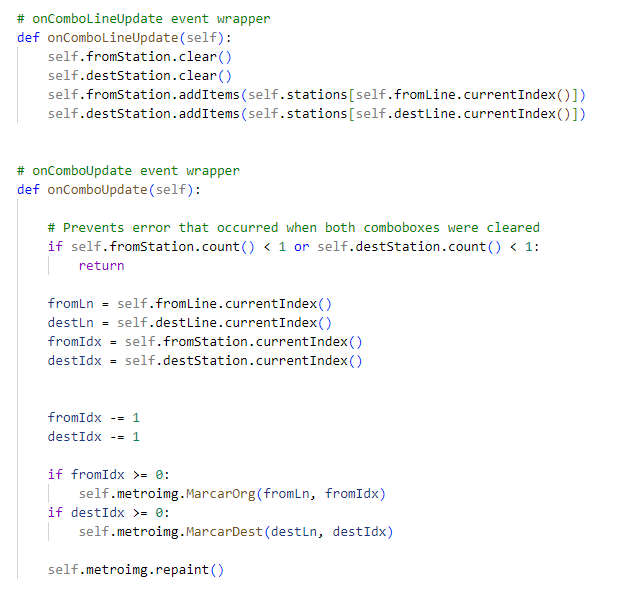 # onComboLineUpdate event wrapper
def onComboLineUpdate(self):
    self.fromStation.clear()
    self.destStation.clear()
    self.fromStation.addItems(self.stations[self.fromLine.currentIndex()])
    self.destStation.addItems(self.stations[self.destLine.currentIndex()])
# onComboUpdate event wrapper
def onComboUpdate(self):
    # Prevents error that occurred when both comboboxes were cleared
    if self.fromStation.count() < 1 or self.destStation.count() < 1:
        return
    fromLn = self.fromLine.currentIndex()
    destLn = self.destLine.currentIndex()
    fromIdx = self.fromStation.currentIndex()
    destIdx = self.destStation.currentIndex()
    fromIdx -= 1
    destIdx -= 1
    if fromIdx >= 0:
        self.metroimg.MarcarOrg(fromLn, fromIdx)
    if destIdx >= 0:
        self.metroimg.MarcarDest(destLn, destIdx)
    self.metroimg.repaint()